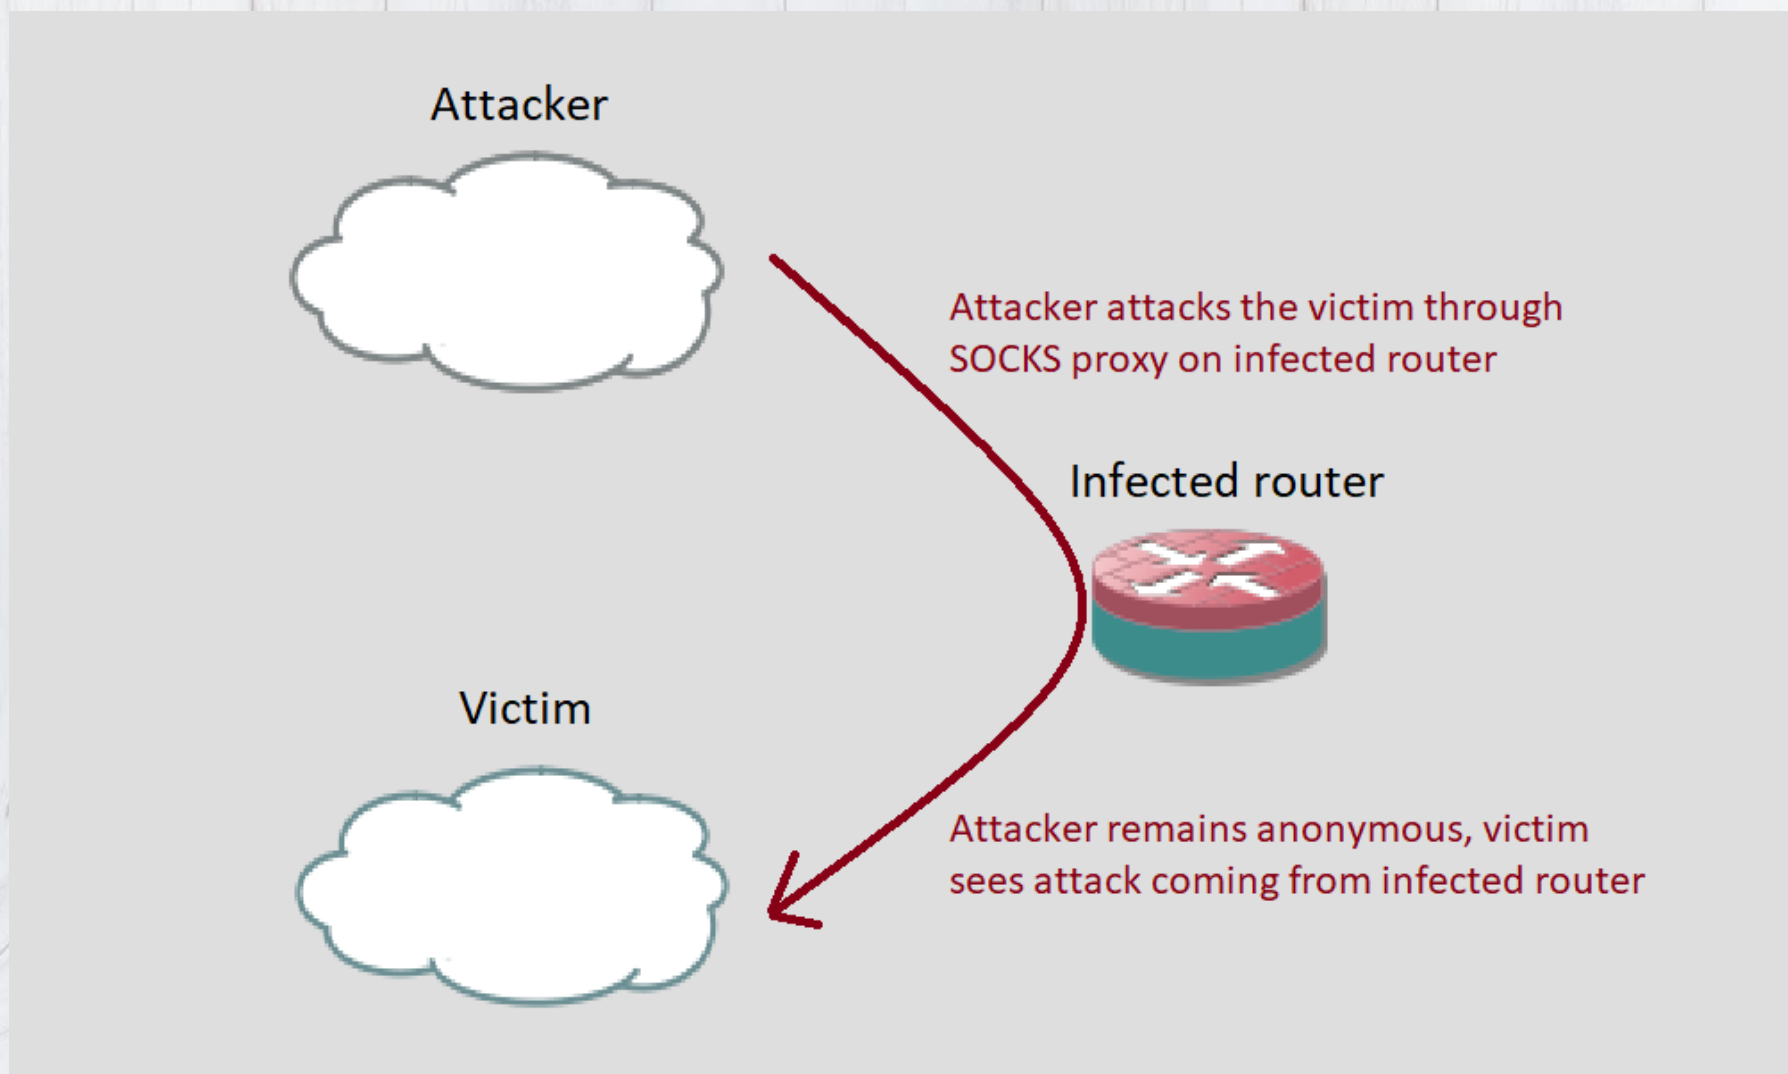 Attacker
Attacker attacks the victim through
SOCKS proxy on infected router
Infected router
Victim
Attacker remains anonymous, victim
sees attack coming from infected router